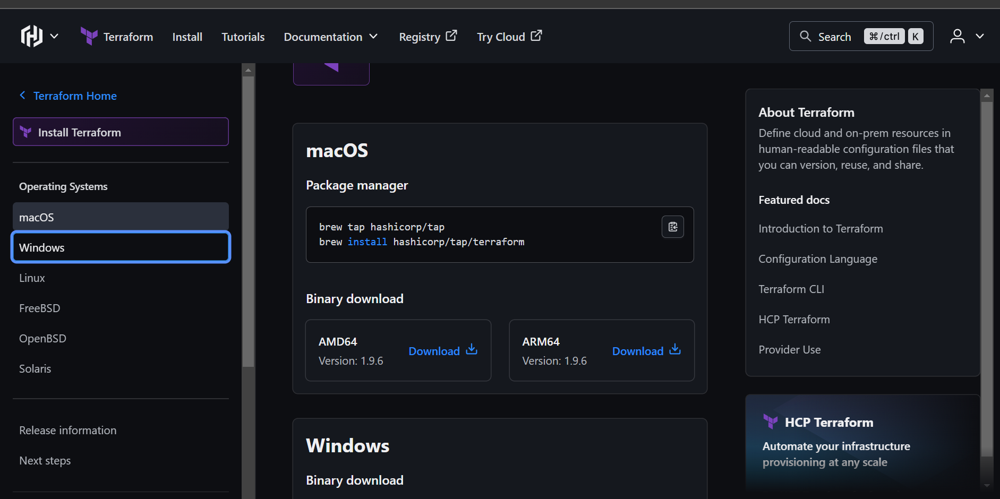 Terraform
Install
Tutorials
Documentation
Registry
Try Cloud
Search
⌘/ctrl
K
Terraform Home
Install Terraform
Operating Systems
macOS
Windows
Linux
FreeBSD
OpenBSD
Solaris
Release information
Next steps
macOS
Package manager
brew tap hashicorp/tap
brew install hashicorp/tap/terraform
Binary download
AMD64
Version: 1.9.6
Download
ARM64
Version: 1.9.6
Download
Windows
Binary download
About Terraform
Define cloud and on-prem resources in
human-readable configuration files that
you can version, reuse, and share.
Featured docs
Introduction to Terraform
Configuration Language
Terraform CLI
HCP Terraform
Provider Use
HCP Terraform
Automate your infrastructure
provisioning at any scale